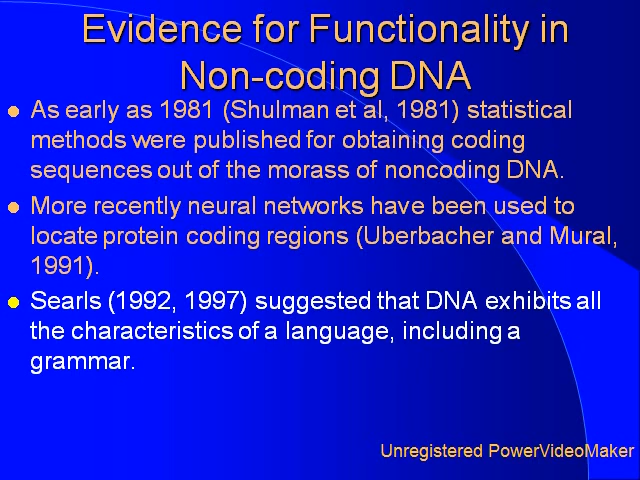 Evidence for Functionality in
Non-coding DNA
As early as 1981 (Shulman et al, 1981) statistical
methods were published for obtaining coding
sequences out of the morass of noncoding DNA.
More recently neural networks have been used to
locate protein coding regions (Uberbacher and Mural,
1991).
Searls (1992, 1997) suggested that DNA exhibits all
the characteristics of a language, including a
grammar.
Unregistered PowerVideoMaker